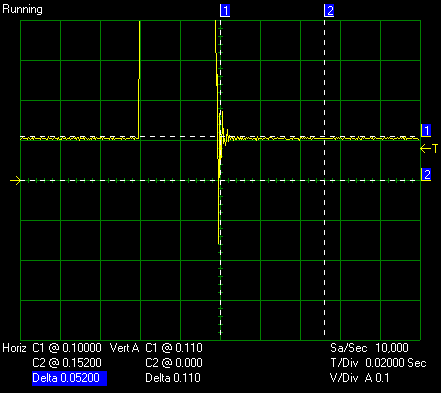 Running
1
2
1
T
2
Horiz C1 @ 0.10000 Vert A C1 @ 0.110 Sa/Sec 10,000
C2 @ 0.15200 C2 @ 0.000 T/Div 0.02000 Sec
Delta 0.05200 Delta 0.110 V/Div A 0.1